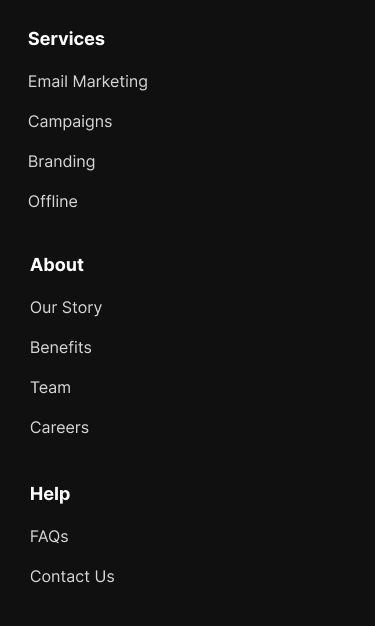 Services
Email Marketing
Campaigns
Branding
Offline
About
Our Story
Benefits
Team
Careers
Help
FAQs
Contact Us